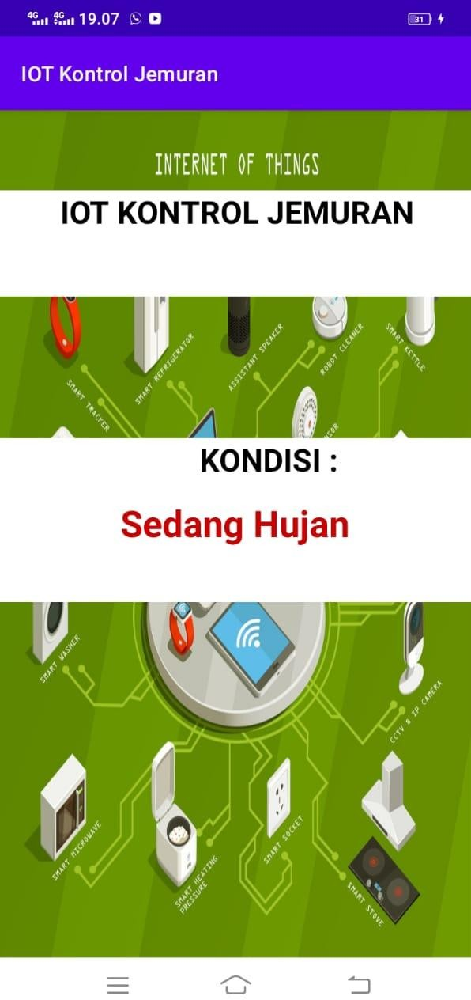 4G 4G 19.07 31
IOT Kontrol Jemuran
INTERNET OF THINGS
IOT KONTROL JEMURAN
SMART TRACKER
SMART REFRIGERATOR
ASSISTANT SPEAKER
ROBOT CLEANER
SMART KETTLE
KONDISI :
Sedang Hujan
SMART WASHER
CCTV & IP CAMERA
SMART MICROWAVE
SMART HEATING
PRESSURE
SMART SOCKET
SMART STOVE